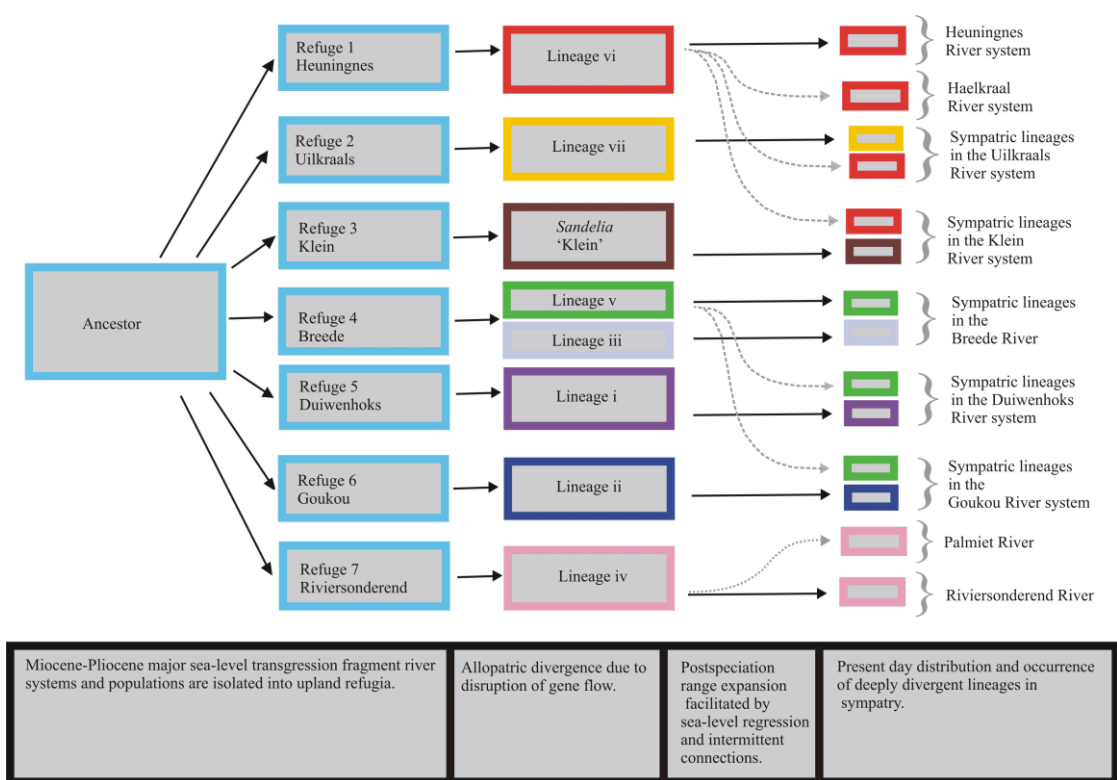 Ancestor
Refuge 1
Heuningnes
Refuge 2
Uilkraals
Refuge 3
Klein
Refuge 4
Breede
Refuge 5
Duiwenhoks
Refuge 6
Goukou
Refuge 7
Riviersonderend
Lineage vi
Lineage vii
Sandelia
‘Klein’
Lineage v
Lineage iii
Lineage i
Lineage ii
Lineage iv
Heuningnes
River system
Haelkraal
River system
Sympatric lineages
in the Uilkraals
River system
Sympatric lineages
in the Klein
River system
Sympatric lineages
in the
Breede River
Sympatric lineages
in the Duiwenhoks
River system
Sympatric lineages
in the
Goukou River system
Palmiet River
Riviersonderend River
Miocene-Pliocene major sea-level transgression fragment river
systems and populations are isolated into upland refugia.
Allopatric divergence due to
disruption of gene flow.
Postspeciation
range expansion
facilitated by
sea-level regression
and intermittent
connections.
Present day distribution and occurrence
of deeply divergent lineages in
sympatry.